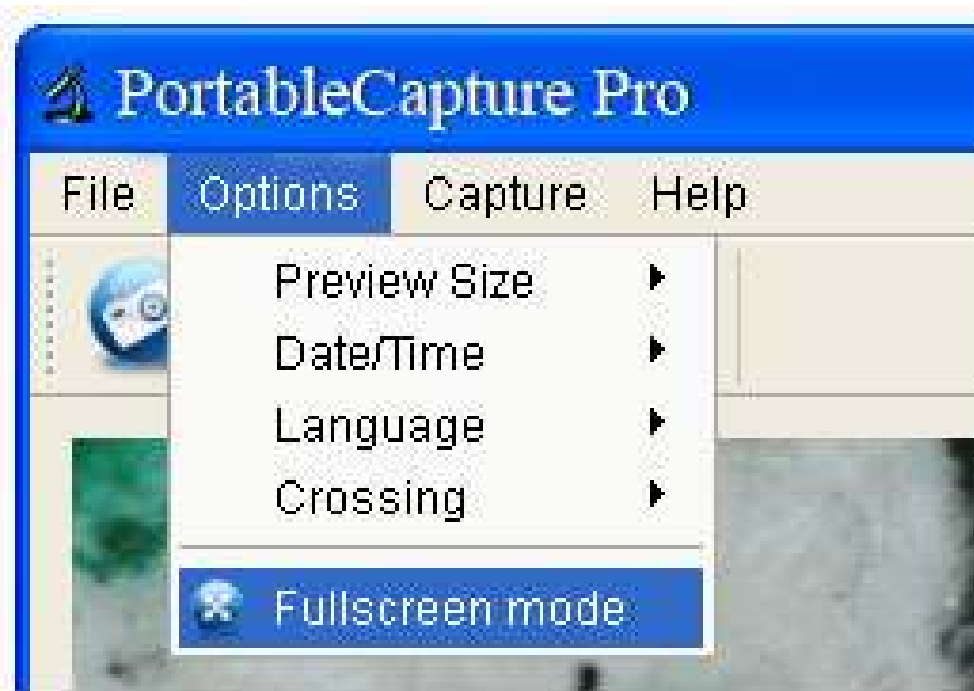 PortableCapture Pro
File Options Capture Help
Preview Size
Date/Time
Language
Crossing
Fullscreen mode